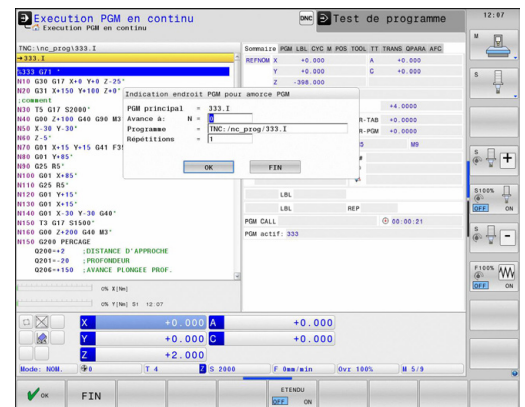 Execution PGM en continu
Execution PGM en continu
DNC
Test de programme
12:07
TNC:\nc_prog\333.I
→333.I
%333 G71 *
N10 G30 G17 X+0 Y+0 Z-25*
N20 G31 X+150 Y+100 Z+0*
;comment
N30 T5 G17 S2000*
N40 G00 Z+100 G40 G90 M3
N50 X-30 Y-30*
N60 Z-5*
N70 G01 X+15 Y+15 G41 F3
N80 G01 Y+85*
N90 G25 R5*
N100 G01 X+85*
N110 G25 R5*
N120 G01 Y+15*
N130 G01 X+15*
N140 G01 X-30 Y-30 G40*
N150 T3 G17 S1500*
N160 G00 Z+200 G40 M3*
N150 G200 PERCAGE
Q200=+2 ;DISTANCE D'APPROCHE
Q201=-20 ;PROFONDEUR
Q206=+150 ;AVANCE PLONGEE PROF.
Sommaire PGM LBL CYC M POS TOOL TT TRANS QPARA AFC
REFNOM X +0.000 A +0.000
Y +0.000 C +0.000
Z -398.000
+4.0000
R-TAB +0.0000
R-PGM +0.0000
5 M9
LBL
LBL REP
PGM CALL 00:00:21
PGM actif: 333
Indication endroit PGM pour amorce PGM
PGM principal = 333.I
Avance à: N = 0
Programme = TNC:/nc_prog/333.I
Répétitions = 1
OK FIN
0% X[Nm]
0% Y[Nm] S1 12:07
X +0.000 A +0.000
Y +0.000 C +0.000
Z +2.000
Mode: NOM. 0 T 4 Z S 2000 F 0mm/min Ovr 100% M 5/9
M
S
S
S100%
OFF ON
S
F100%
OFF ON
OK
FIN
ETENDU
OFF ON